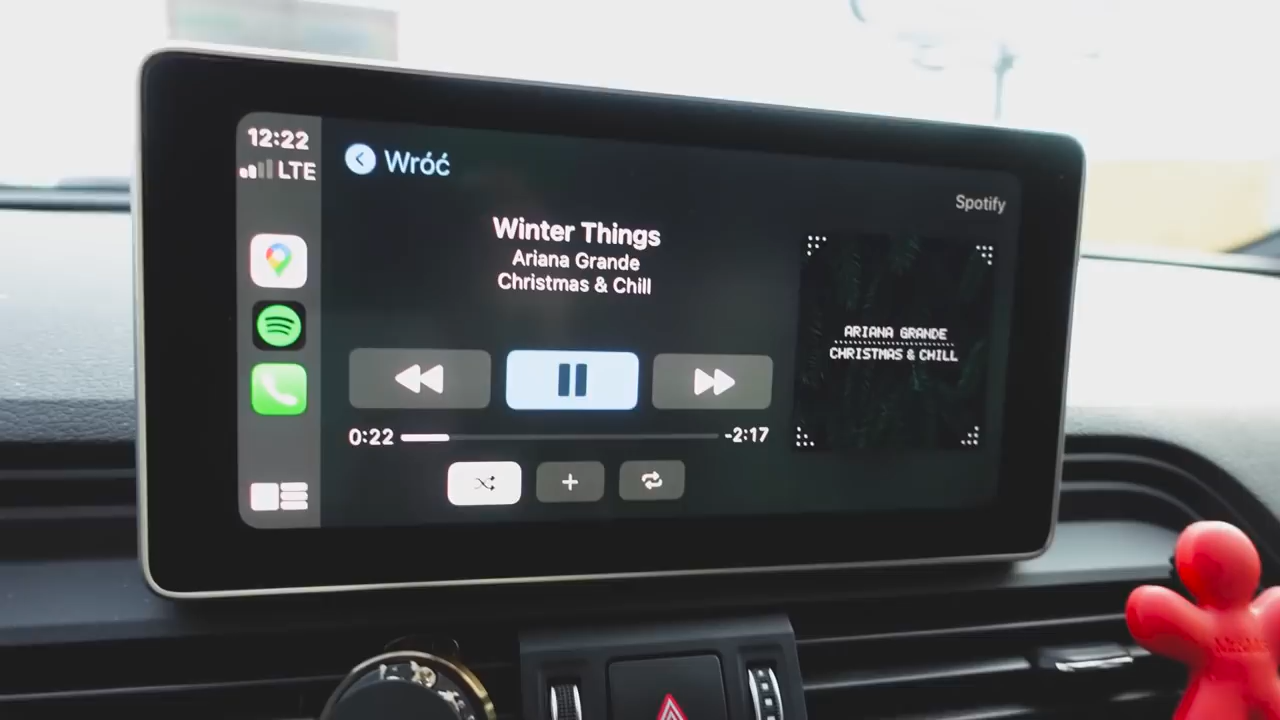 12:22
LTE
Wróć
Spotify
Winter Things
Ariana Grande
Christmas & Chill
ARIANA GRANDE
CHRISTMAS & CHILL
0:22
-2:17